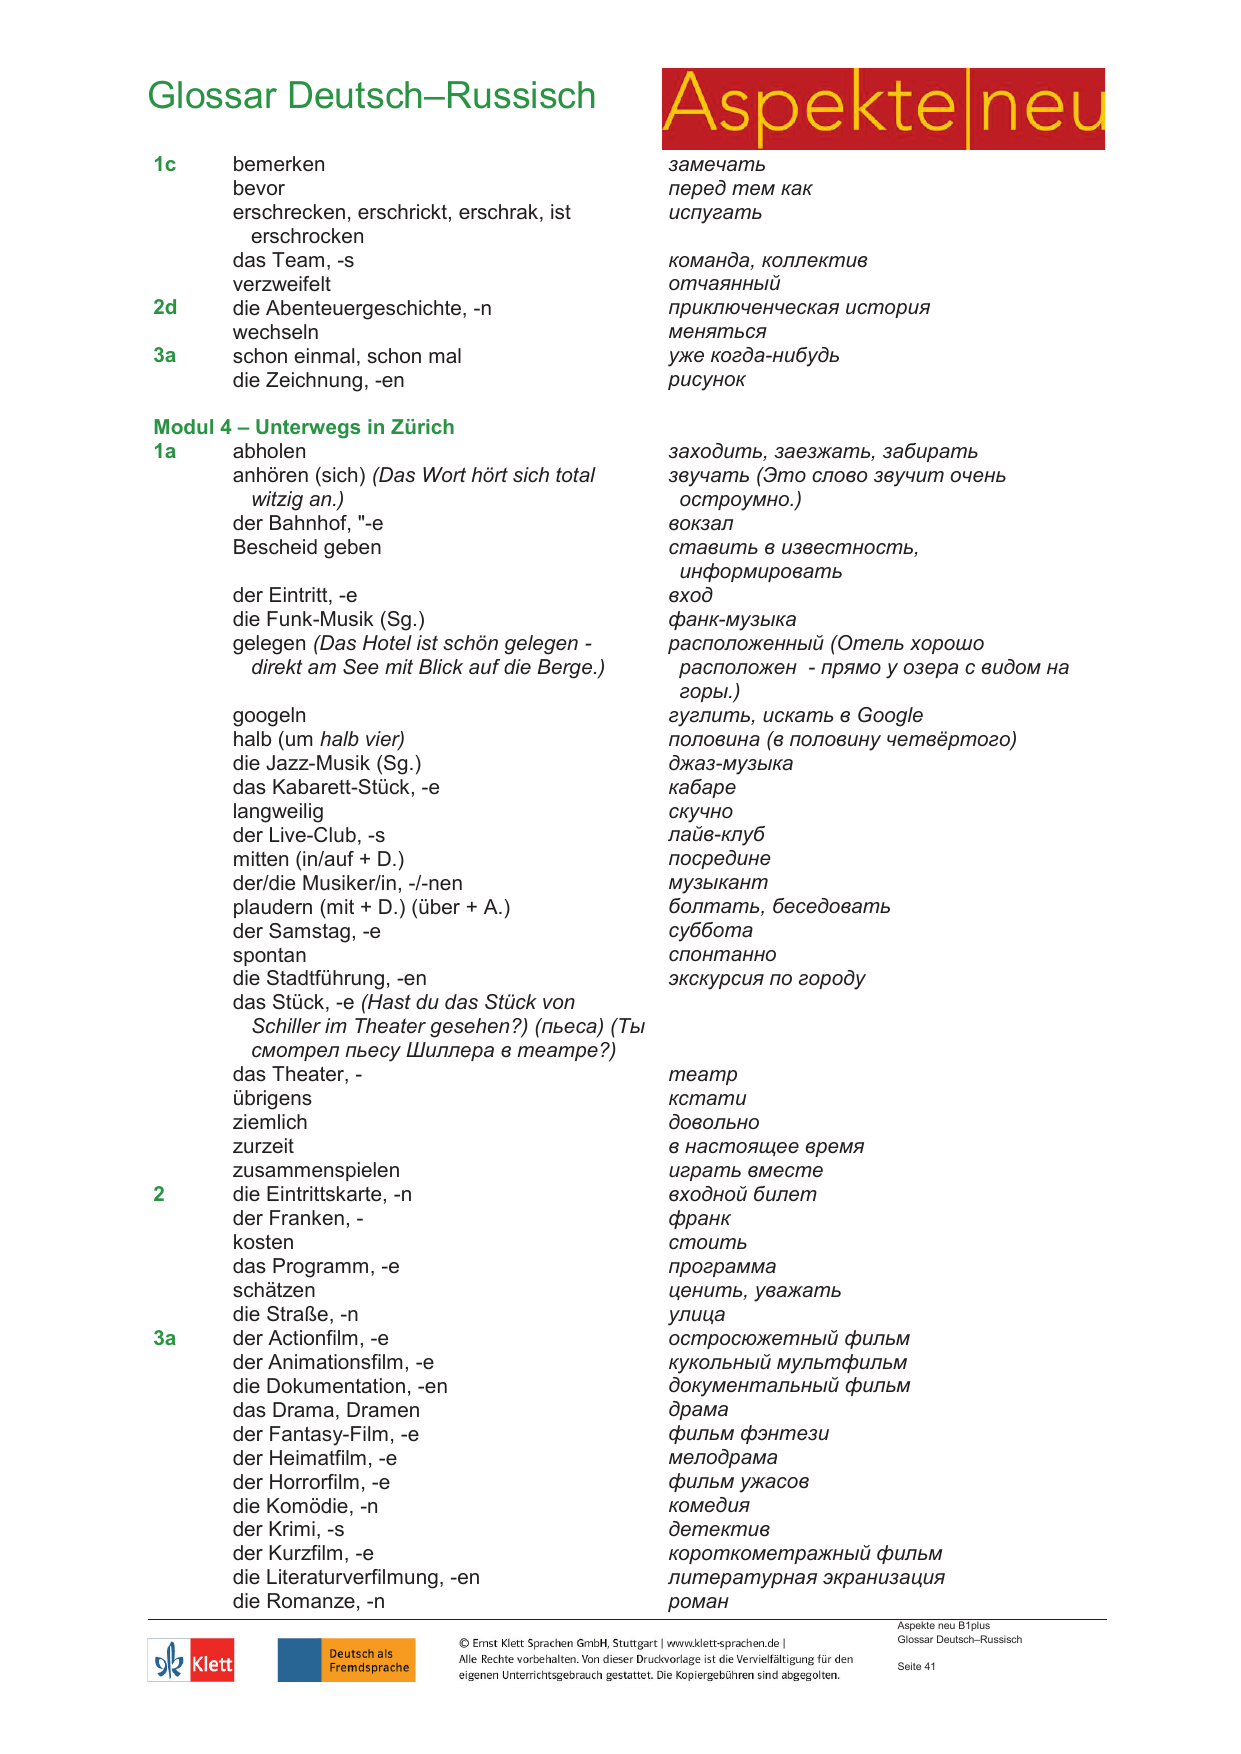 Glossar Deutsch–Russisch
Aspekte|neu
1c bemerken замечать
bevor перед тем как
erschrecken, erschrickt, erschrak, ist испугать
erschrocken
das Team, -s команда, коллектив
verzweifelt отчаянный
2d die Abenteuergeschichte, -n приключенческая история
wechseln меняться
3a schon einmal, schon mal уже когда-нибудь
die Zeichnung, -en рисунок
Modul 4 – Unterwegs in Zürich
1a abholen заходить, заезжать, забирать
anhören (sich) (Das Wort hört sich total звучать (Это слово звучит очень
witzig an.) остроумно.)
der Bahnhof, "-e вокзал
Bescheid geben ставить в известность,
информировать
der Eintritt, -e вход
die Funk-Musik (Sg.) фанк-музыка
gelegen (Das Hotel ist schön gelegen - расположенный (Отель хорошо
direkt am See mit Blick auf die Berge.) расположен - прямо у озера с видом на
горы.)
googeln гуглить, искать в Google
halb (um halb vier) половина (в половину четвёртого)
die Jazz-Musik (Sg.) джаз-музыка
das Kabarett-Stück, -e кабаре
langweilig скучно
der Live-Club, -s лайв-клуб
mitten (in/auf + D.) посредине
der/die Musiker/in, -/-nen музыкант
plaudern (mit + D.) (über + A.) болтать, беседовать
der Samstag, -e суббота
spontan спонтанно
die Stadtführung, -en экскурсия по городу
das Stück, -e (Hast du das Stück von
Schiller im Theater gesehen?) (пьеса) (Ты
смотрел пьесу Шиллера в театре?)
das Theater, - театр
übrigens кстати
ziemlich довольно
zurzeit в настоящее время
zusammenspielen играть вместе
2 die Eintrittskarte, -n входной билет
der Franken, - франк
kosten стоить
das Programm, -e программа
schätzen ценить, уважать
die Straße, -n улица
3a der Actionfilm, -e остросюжетный фильм
der Animationsfilm, -e кукольный мультфильм
die Dokumentation, -en документальный фильм
das Drama, Dramen драма
der Fantasy-Film, -e фильм фэнтези
der Heimatfilm, -e мелодрама
der Horrorfilm, -e фильм ужасов
die Komödie, -n комедия
der Krimi, -s детектив
der Kurzfilm, -e короткометражный фильм
die Literaturverfilmung, -en литературная экранизация
die Romanze, -n роман
Klett
Deutsch als
Fremdsprache
© Ernst Klett Sprachen GmbH, Stuttgart | www.klett-sprachen.de |
Alle Rechte vorbehalten. Von dieser Druckvorlage ist die Vervielfältigung für den
eigenen Unterrichtsgebrauch gestattet. Die Kopiergebühren sind abgegolten.
Aspekte neu B1plus
Glossar Deutsch–Russisch
Seite 41